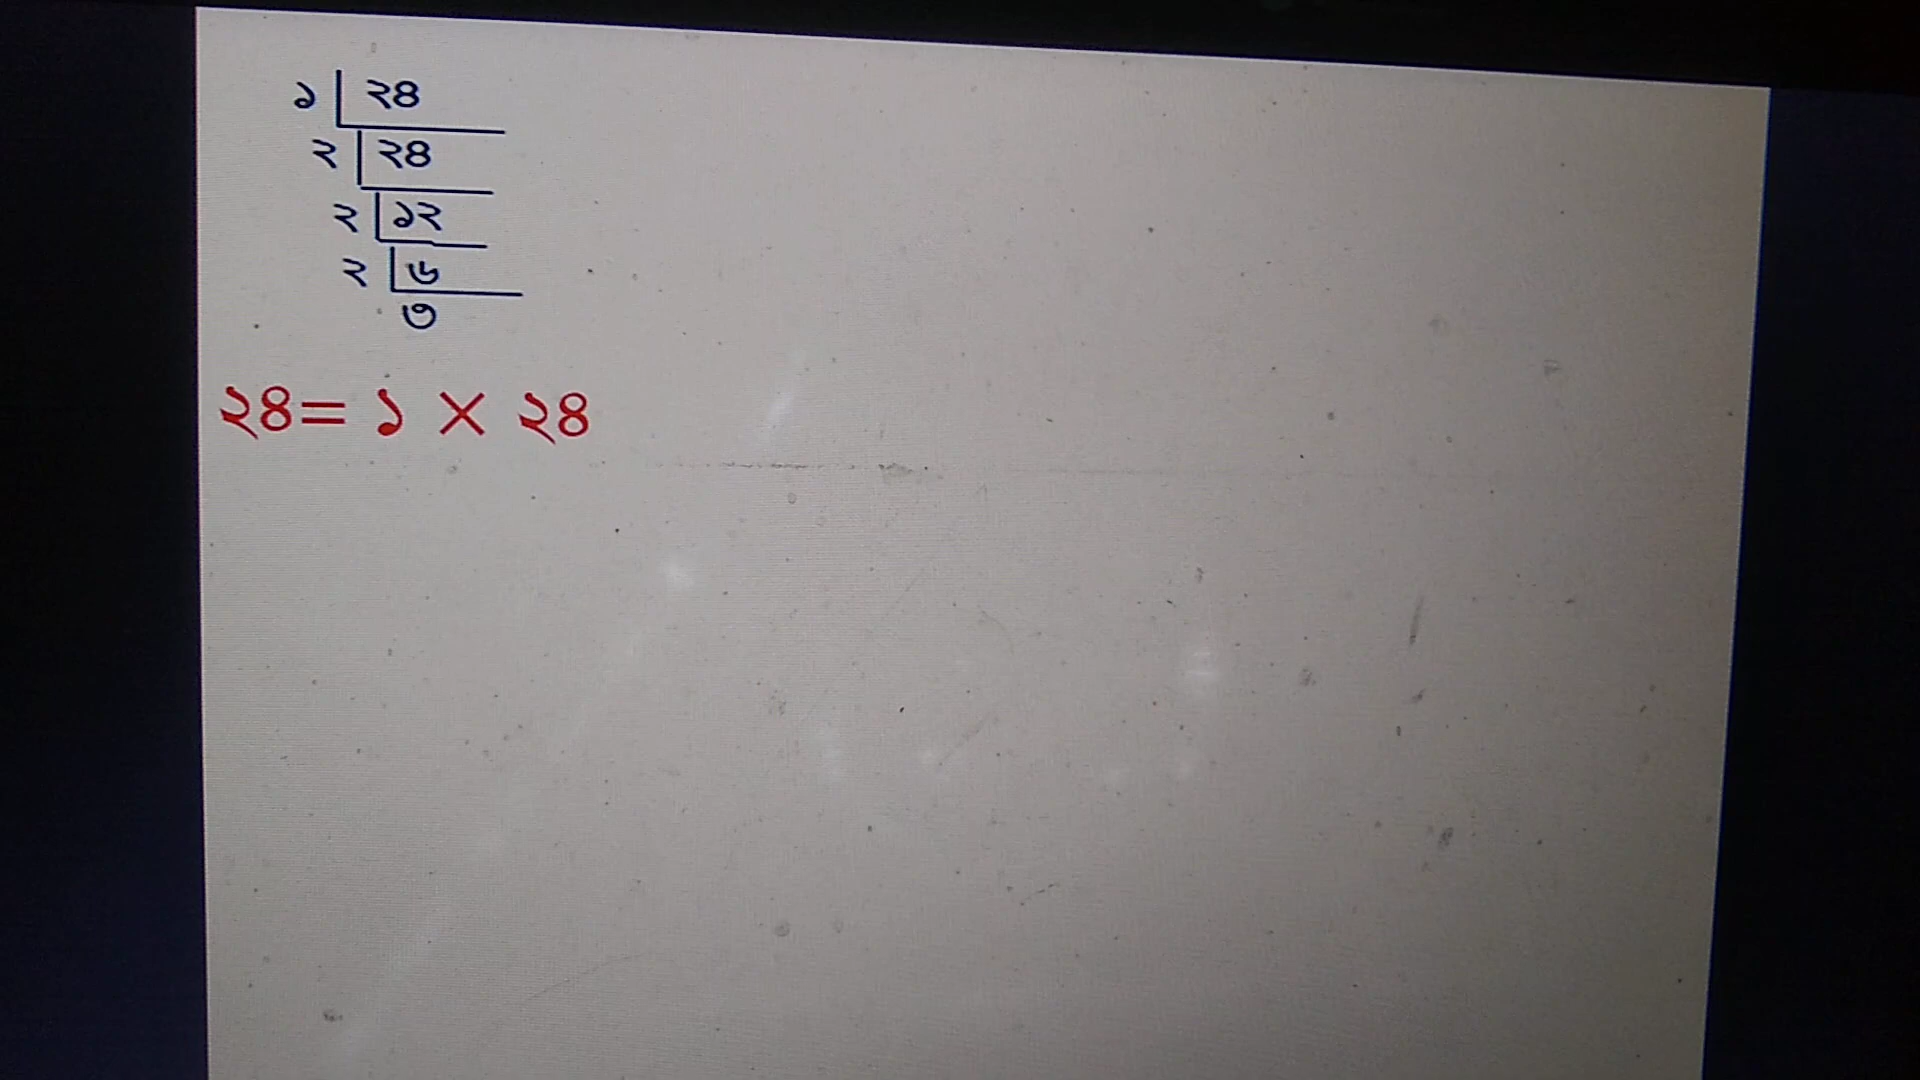 ১ | ২৪
২ | ২৪
২ | ১২
২ | ৬
৩
২৪= ১ × ২৪